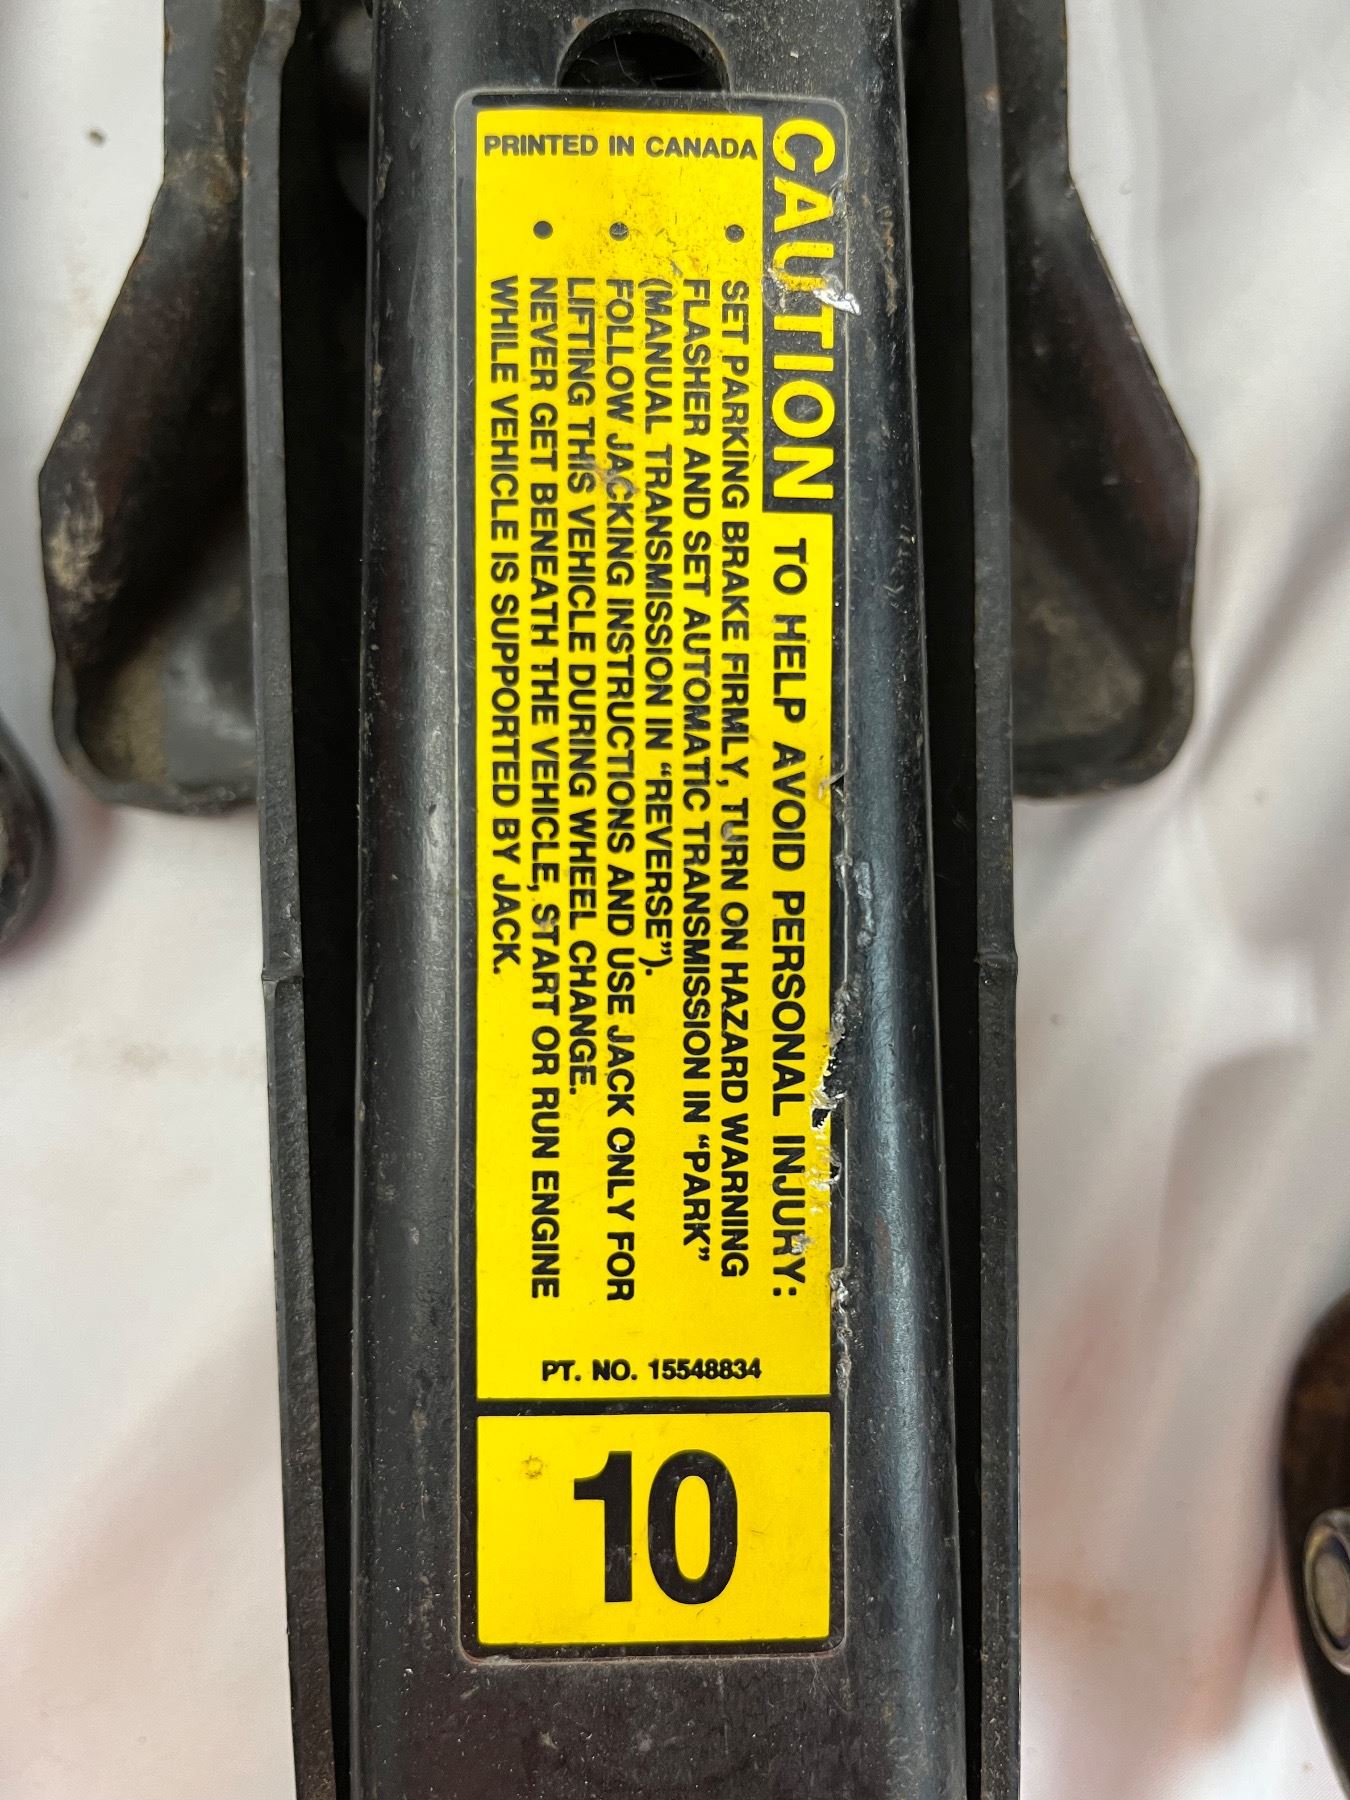 CAUTION TO HELP AVOID PERSONAL INJURY:
• SET PARKING BRAKE FIRMLY, TURN ON HAZARD WARNING
FLASHER AND SET AUTOMATIC TRANSMISSION IN “PARK”
(MANUAL TRANSMISSION IN “REVERSE”).
• FOLLOW JACKING INSTRUCTIONS AND USE JACK ONLY FOR
LIFTING THIS VEHICLE DURING WHEEL CHANGE.
• NEVER GET BENEATH THE VEHICLE, START OR RUN ENGINE
WHILE VEHICLE IS SUPPORTED BY JACK.
PRINTED IN CANADA
PT. NO. 15548834
10